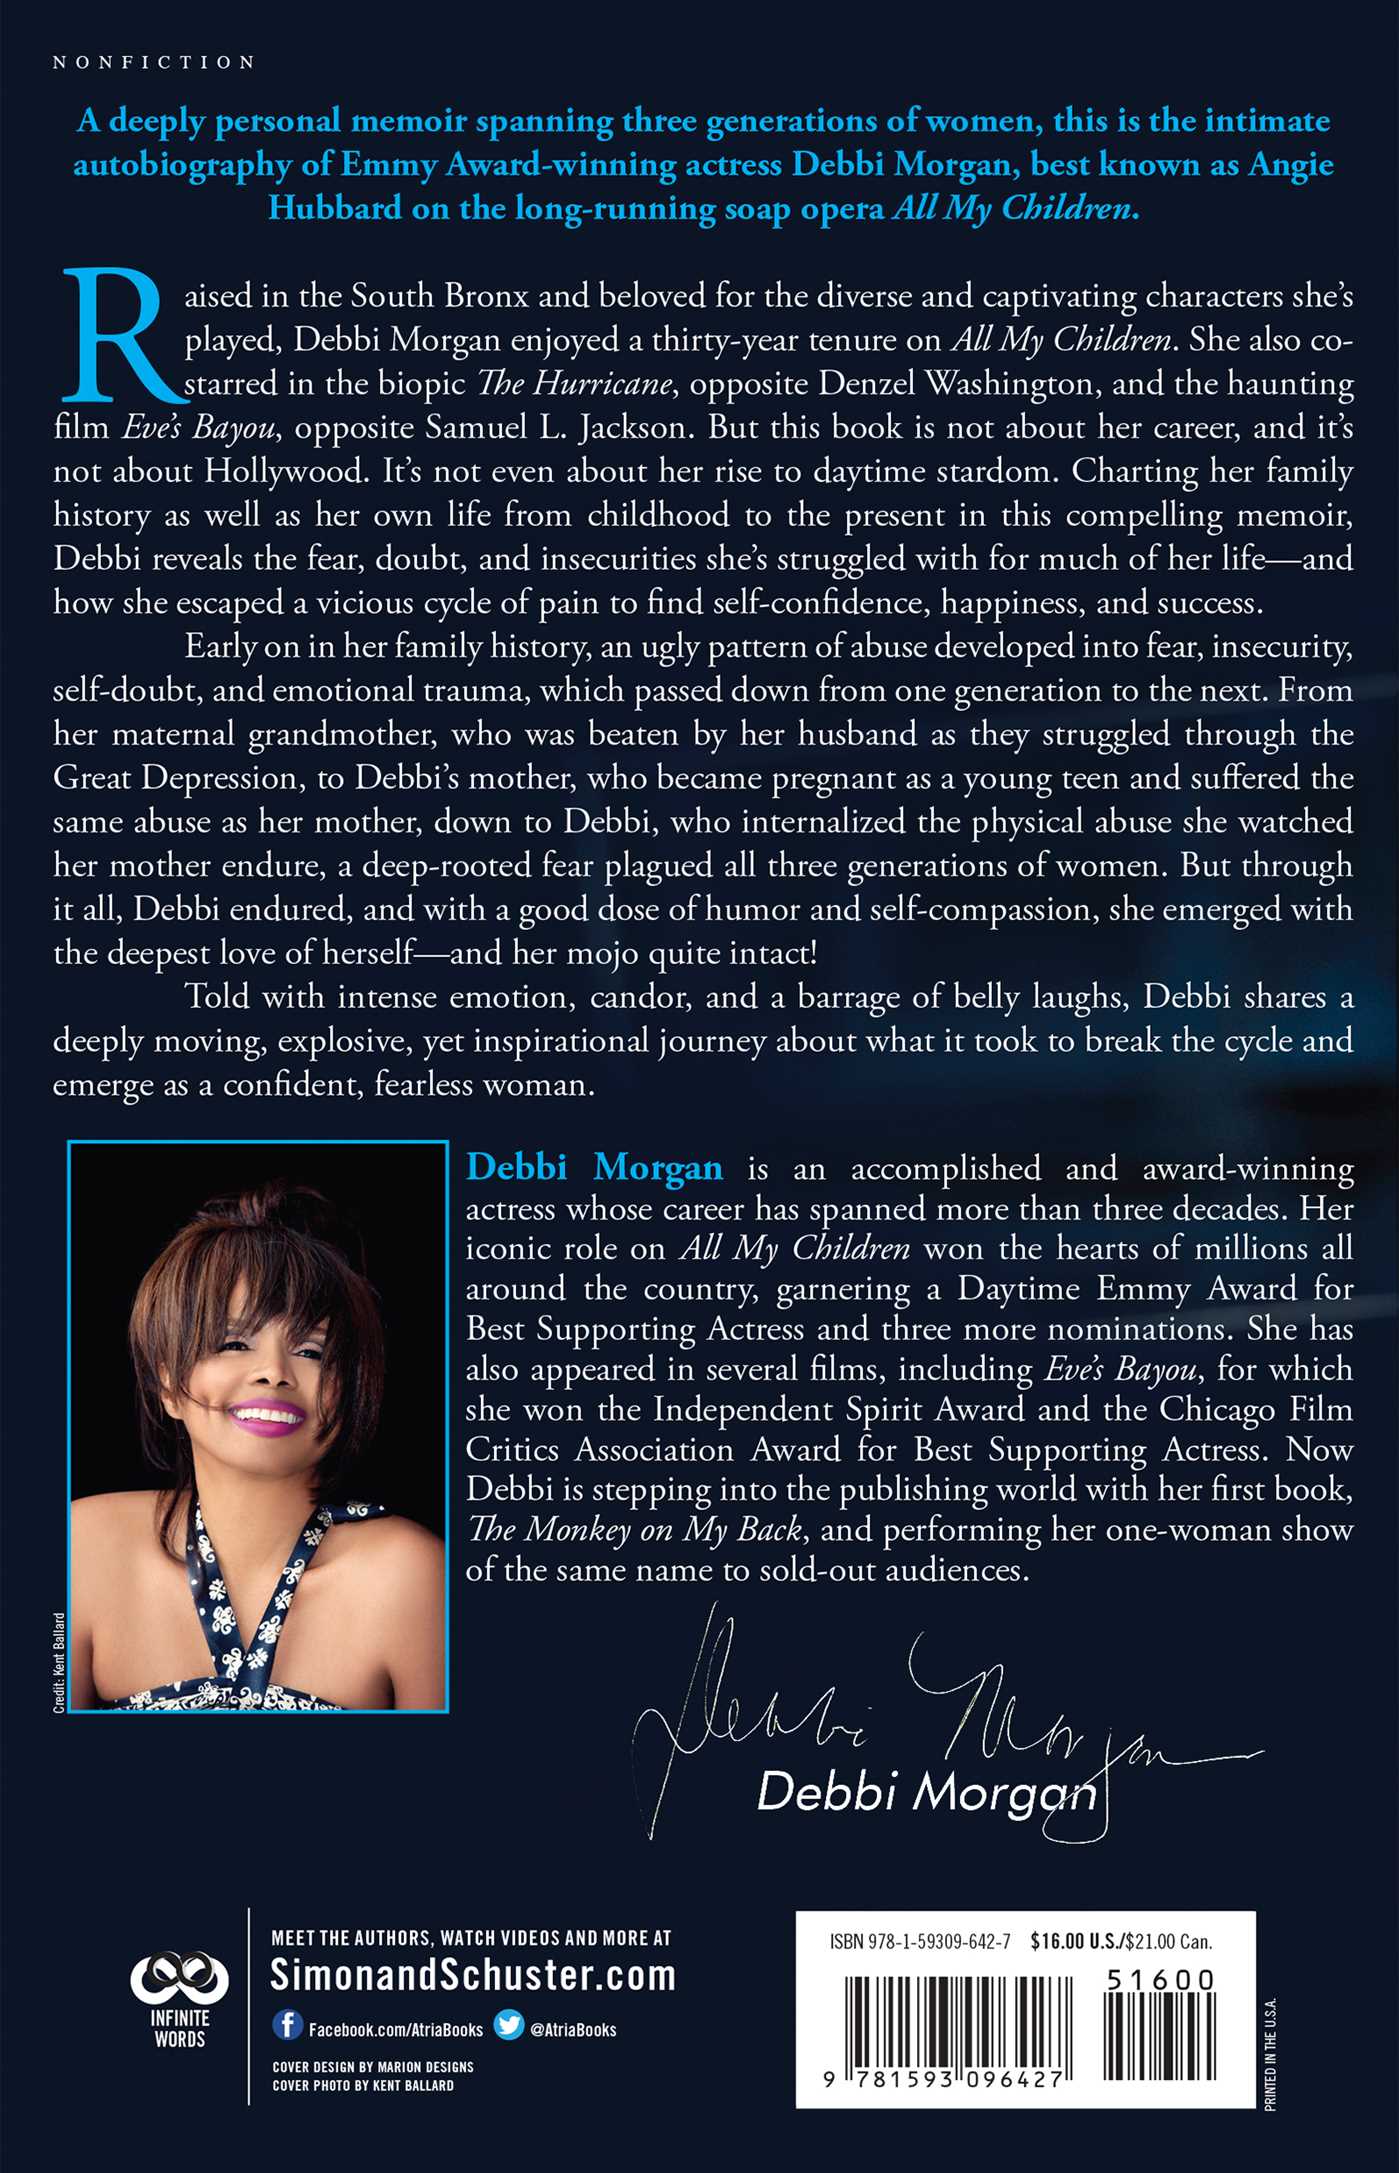 NONFICTION
A deeply personal memoir spanning three generations of women, this is the intimate
autobiography of Emmy Award-winning actress Debbi Morgan, best known as Angie
Hubbard on the long-running soap opera All My Children.
Raised in the South Bronx and beloved for the diverse and captivating characters she’s
played, Debbi Morgan enjoyed a thirty-year tenure on All My Children. She also co-
starred in the biopic The Hurricane, opposite Denzel Washington, and the haunting
film Eve’s Bayou, opposite Samuel L. Jackson. But this book is not about her career, and it’s
not about Hollywood. It’s not even about her rise to daytime stardom. Charting her family
history as well as her own life from childhood to the present in this compelling memoir,
Debbi reveals the fear, doubt, and insecurities she’s struggled with for much of her life—and
how she escaped a vicious cycle of pain to find self-confidence, happiness, and success.
Early on in her family history, an ugly pattern of abuse developed into fear, insecurity,
self-doubt, and emotional trauma, which passed down from one generation to the next. From
her maternal grandmother, who was beaten by her husband as they struggled through the
Great Depression, to Debbi’s mother, who became pregnant as a young teen and suffered the
same abuse as her mother, down to Debbi, who internalized the physical abuse she watched
her mother endure, a deep-rooted fear plagued all three generations of women. But through
it all, Debbi endured, and with a good dose of humor and self-compassion, she emerged with
the deepest love of herself—and her mojo quite intact!
Told with intense emotion, candor, and a barrage of belly laughs, Debbi shares a
deeply moving, explosive, yet inspirational journey about what it took to break the cycle and
emerge as a confident, fearless woman.
Debbi Morgan is an accomplished and award-winning
actress whose career has spanned more than three decades. Her
iconic role on All My Children won the hearts of millions all
around the country, garnering a Daytime Emmy Award for
Best Supporting Actress and three more nominations. She has
also appeared in several films, including Eve’s Bayou, for which
she won the Independent Spirit Award and the Chicago Film
Critics Association Award for Best Supporting Actress. Now
Debbi is stepping into the publishing world with her first book,
The Monkey on My Back, and performing her one-woman show
of the same name to sold-out audiences.
Credit: Kent Ballard
Debbi Morgan
Debbi Morgan
INFINITE
WORDS
MEET THE AUTHORS, WATCH VIDEOS AND MORE AT
SimonandSchuster.com
Facebook.com/AtriaBooks @AtriaBooks
COVER DESIGN BY MARION DESIGNS
COVER PHOTO BY KENT BALLARD
ISBN 978-1-59309-642-7 $16.00 U.S./$21.00 Can.
51600
9 781593 096427
PRINTED IN THE U.S.A.